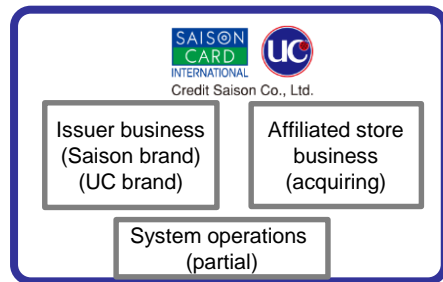 SAISON
CARD
INTERNATIONAL
UC
Credit Saison Co., Ltd.
Issuer business
(Saison brand)
(UC brand)
Affiliated store
business
(acquiring)
System operations
(partial)